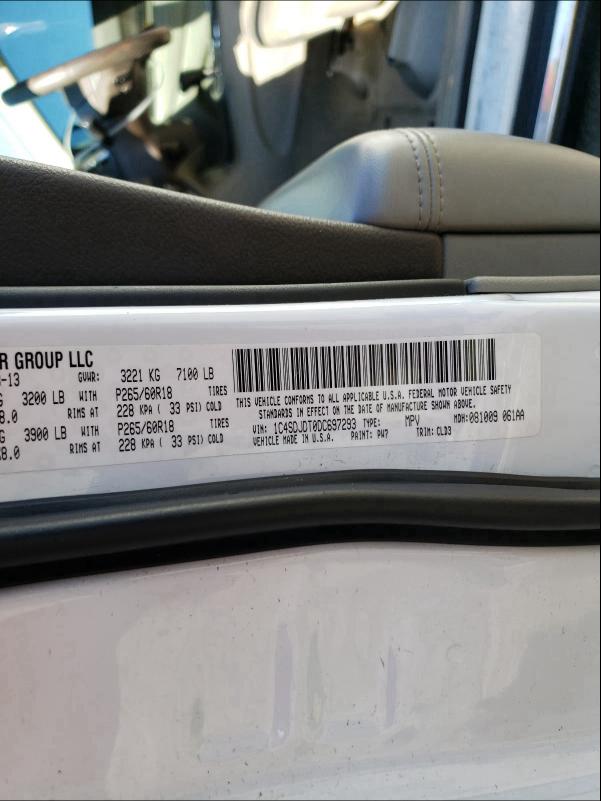 R GROUP LLC
-13 GVWR: 3221 KG 7100 LB
G 3200 LB WITH P265/60R18 TIRES
8.0 RIMS AT 228 KPA ( 33 PSI) COLD
G 3900 LB WITH P265/60R18 TIRES
8.0 RIMS AT 228 KPA ( 33 PSI) COLD
THIS VEHICLE CONFORMS TO ALL APPLICABLE U.S.A. FEDERAL MOTOR VEHICLE SAFETY
STANDARDS IN EFFECT ON THE DATE OF MANUFACTURE SHOWN ABOVE.
VIN: 1C4SDJDT0DC697293 TYPE: MPV MDH: 081009 061AA
VEHICLE MADE IN U.S.A. PAINT: PW7 TRIM: CLD3